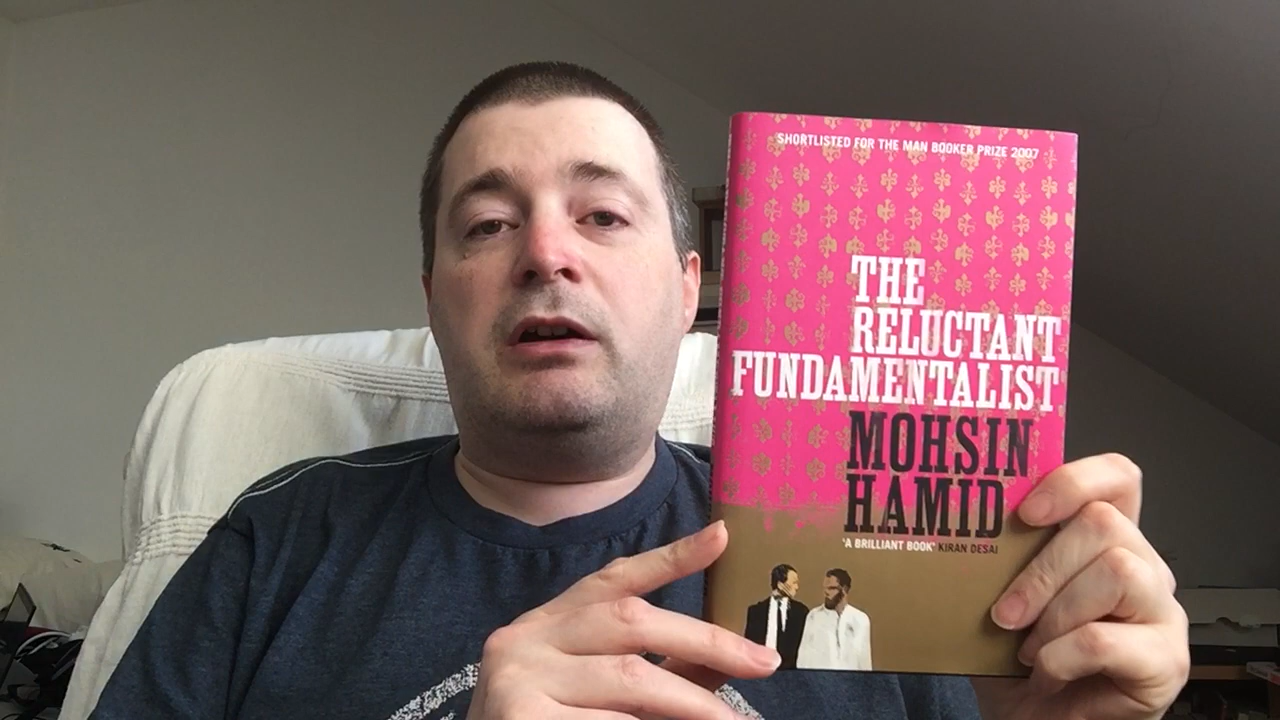 SHORTLISTED FOR THE MAN BOOKER PRIZE 2007
THE
RELUCTANT
FUNDAMENTALIST
MOHSIN
HAMID
'A BRILLIANT BOOK' KIRAN DESAI